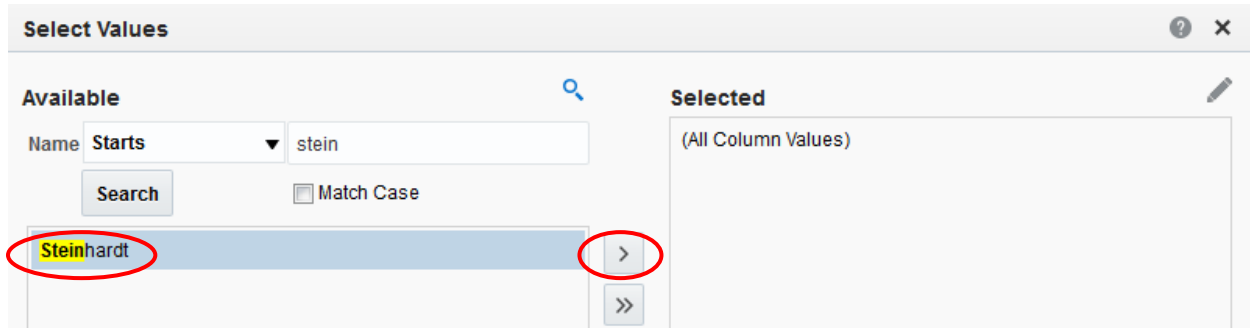 Select Values
Available
Name Starts stein
Search Match Case
Steinhardt
Selected
(All Column Values)